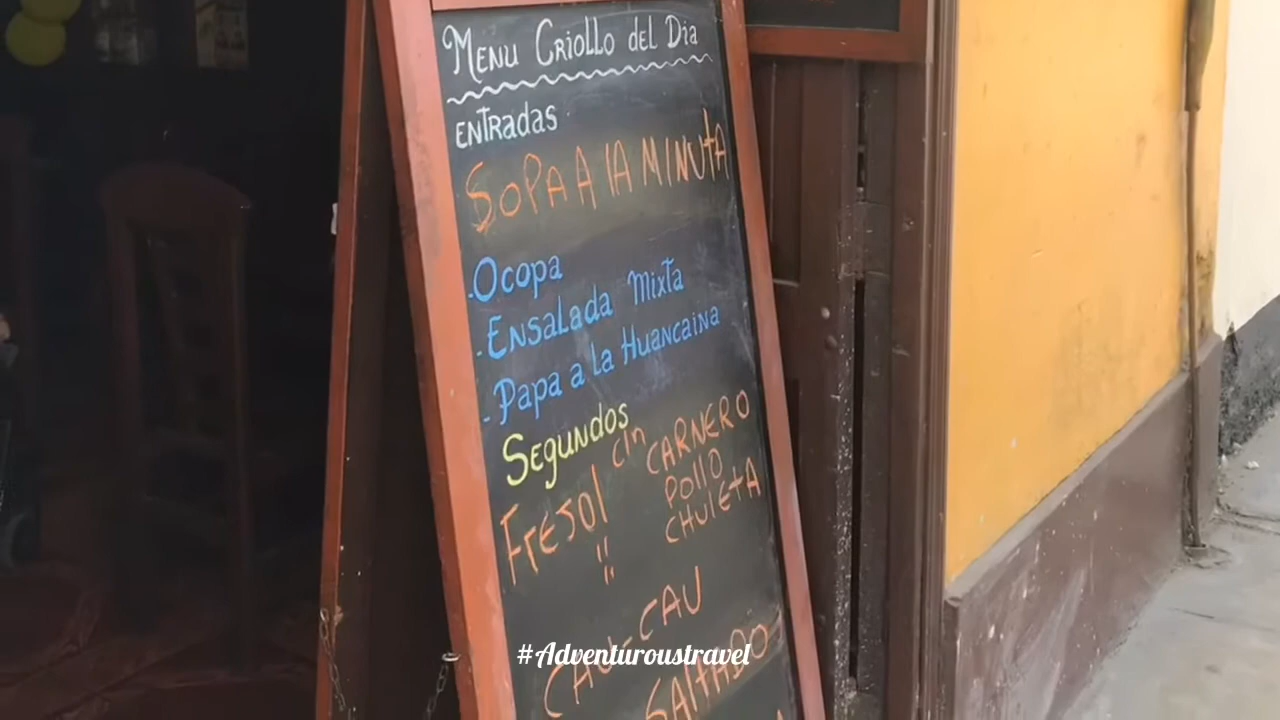 Menu Criollo del Dia
Entradas
SOPA A lA MINUtA
.Ocopa
.Ensalada Mixta
-Papa a la Huancaina
Segundos
Fresol c/n CARNERO
" POllO
CHUlEtA
CAU CAU
SAltADO
#Adventuroustravel